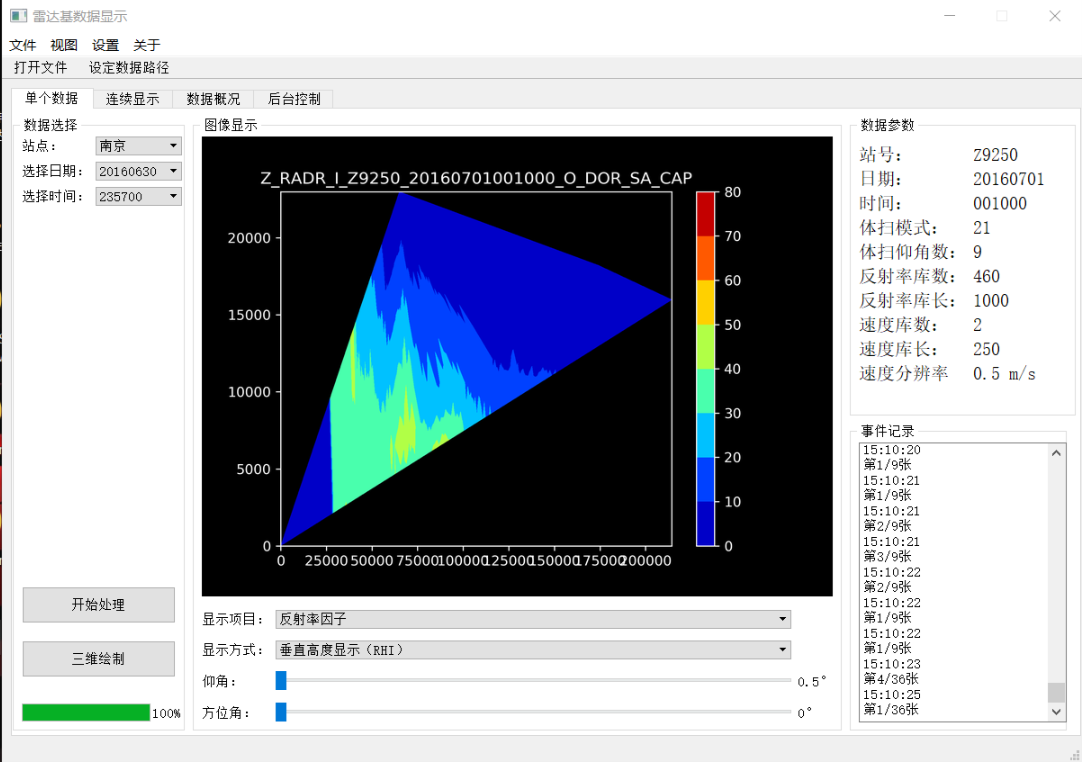 雷达基数据显示
文件 视图 设置 关于
打开文件 设定数据路径
单个数据 连续显示 数据概况 后台控制
数据选择
站点： 南京
选择日期： 20160630
选择时间： 235700
开始处理
三维绘制
100%
图像显示
Z_RADR_I_Z9250_20160701001000_O_DOR_SA_CAP
20000
15000
10000
5000
0
0 25000 50000 75000 100000 125000 150000 175000 200000
80
70
60
50
40
30
20
10
0
显示项目： 反射率因子
显示方式： 垂直高度显示（RHI）
仰角： 0.5°
方位角： 0°
数据参数
站号： Z9250
日期： 20160701
时间： 001000
体扫模式： 21
体扫仰角数： 9
反射率库数： 460
反射率库长： 1000
速度库数： 2
速度库长： 250
速度分辨率 0.5 m/s
事件记录
15:10:20
第1/9张
15:10:21
第1/9张
15:10:21
第2/9张
15:10:21
第3/9张
15:10:22
第2/9张
15:10:22
第1/9张
15:10:22
第1/9张
15:10:23
第4/36张
15:10:25
第1/36张